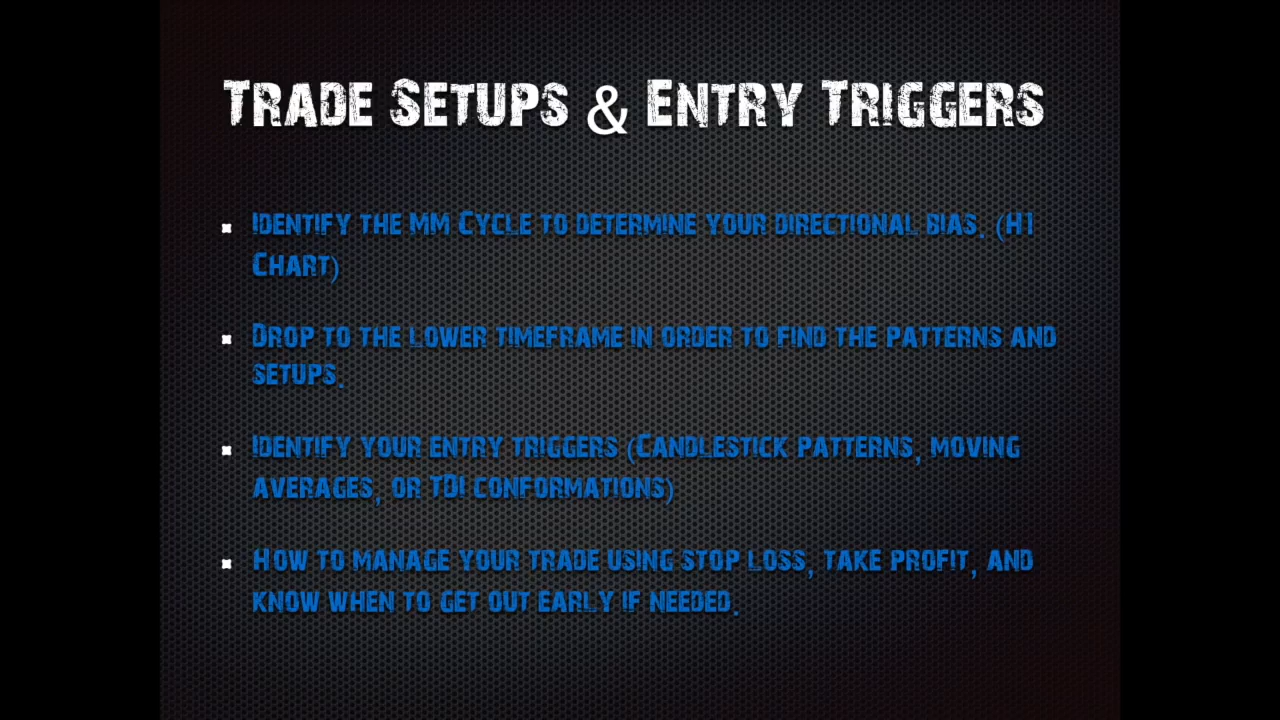 Trade Setups & Entry Triggers
Identify the MM Cycle to determine your directional bias. (H1
Chart)
Drop to the lower timeframe in order to find the patterns and
setups.
Identify your entry triggers (Candlestick patterns, moving
averages, or TDI conformations)
How to manage your trade using stop loss, take profit, and
know when to get out early if needed.